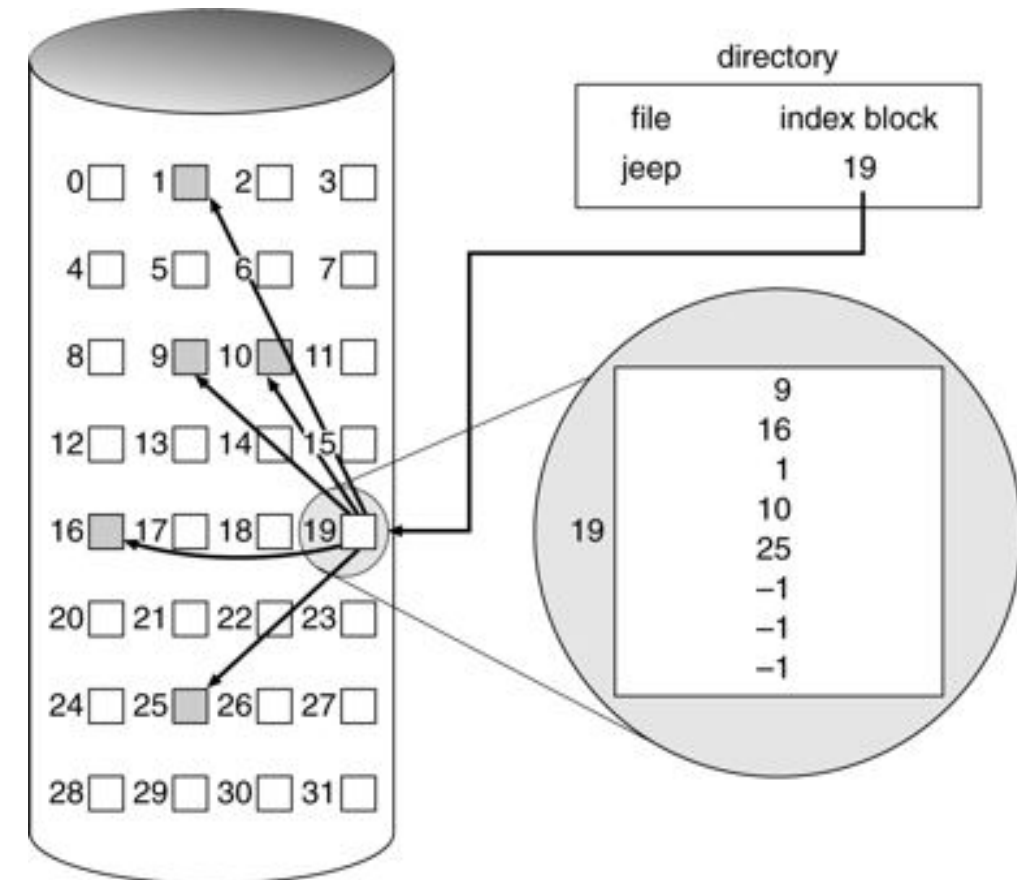 directory
file index block
jeep 19
0 1 2 3
4 5 6 7
8 9 10 11
12 13 14 15
16 17 18 19
20 21 22 23
24 25 26 27
28 29 30 31
19
9
16
1
10
25
–1
–1
–1